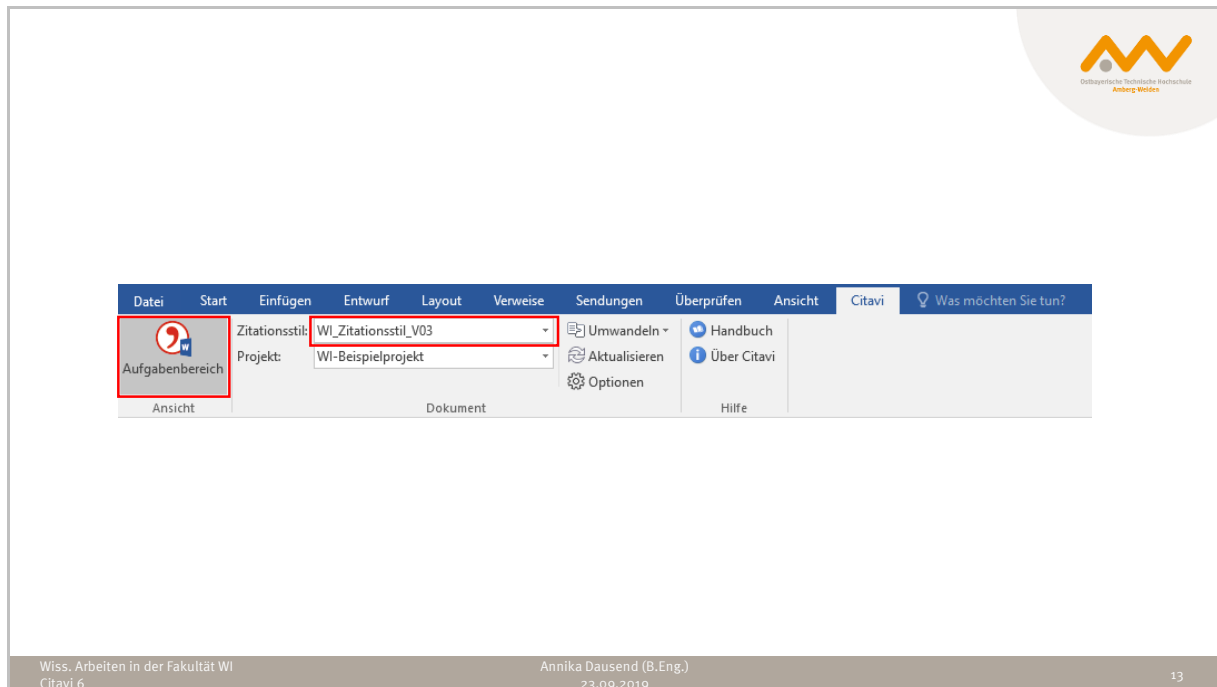 Ostbayerische Technische Hochschule
Amberg-Weiden
Datei Start Einfügen Entwurf Layout Verweise Sendungen Überprüfen Ansicht Citavi Was möchten Sie tun?
Aufgabenbereich
Ansicht
Zitationsstil: WI_Zitationsstil_V03
Projekt: WI-Beispielprojekt
Umwandeln
Aktualisieren
Optionen
Dokument
Handbuch
Über Citavi
Hilfe
Wiss. Arbeiten in der Fakultät WI
Citavi 6
Annika Dausend (B.Eng.)
23.09.2019
13